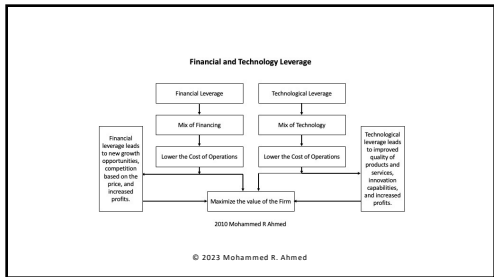 Financial and Technology Leverage
Financial Leverage
Technological Leverage
Mix of Financing
Mix of Technology
Lower the Cost of Operations
Lower the Cost of Operations
Financial
leverage leads
to new growth
opportunities,
competition
based on the
price, and
increased
profits.
Technological
leverage leads
to improved
quality of
products and
services,
innovation
capabilities,
and increased
profits.
Maximize the value of the Firm
2010 Mohammed R Ahmed
© 2023 Mohammed R. Ahmed